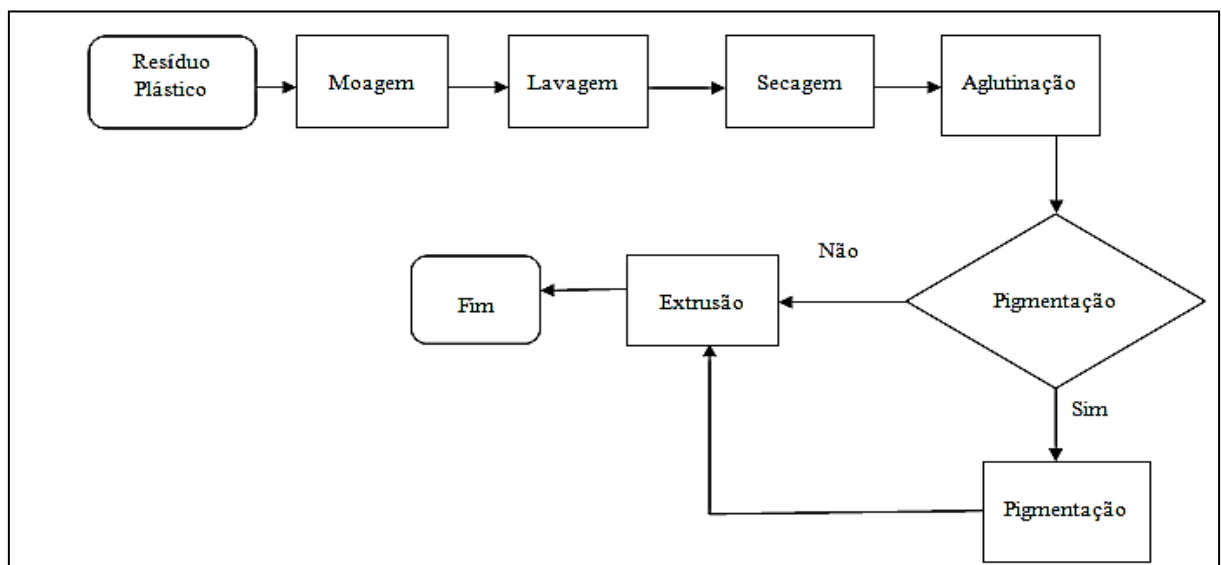 Resíduo
Plástico
Moagem
Lavagem
Secagem
Aglutinação
Não
Fim
Extrusão
Pigmentação
Sim
Pigmentação